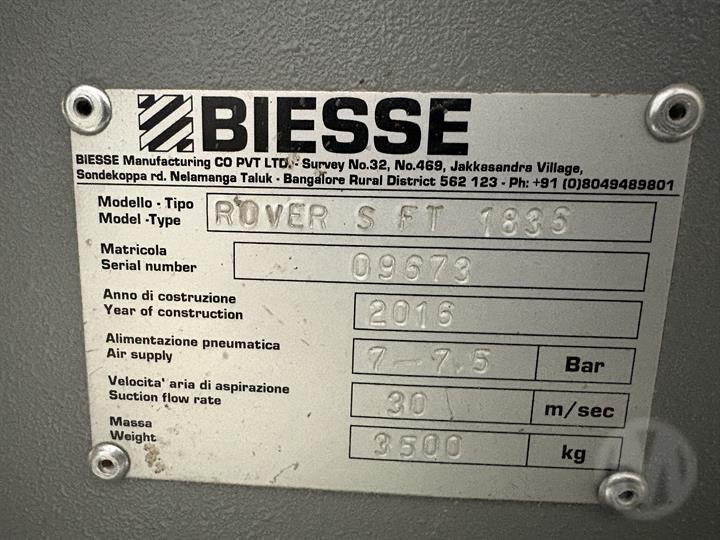 BIESSE
BIESSE Manufacturing CO PVT LTD. - Survey No.32, No.469, Jakkasandra Village,
Sondekoppa rd. Nelamanga Taluk - Bangalore Rural District 562 123 - Ph: +91 (0)8049489801
Modello - Tipo
Model -Type ROVER S FT 1836
Matricola
Serial number 09673
Anno di costruzione
Year of construction 2016
Alimentazione pneumatica
Air supply 7-7.5 Bar
Velocita' aria di aspirazione
Suction flow rate 30 m/sec
Massa
Weight 3500 kg